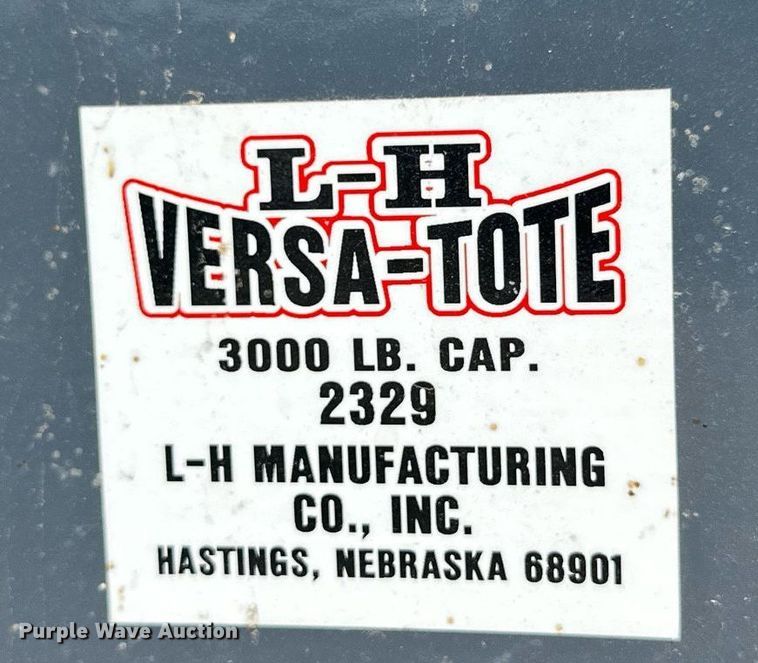 L-H
VERSA-TOTE
3000 LB. CAP.
2329
L-H MANUFACTURING
CO., INC.
HASTINGS, NEBRASKA 68901
Purple Wave Auction